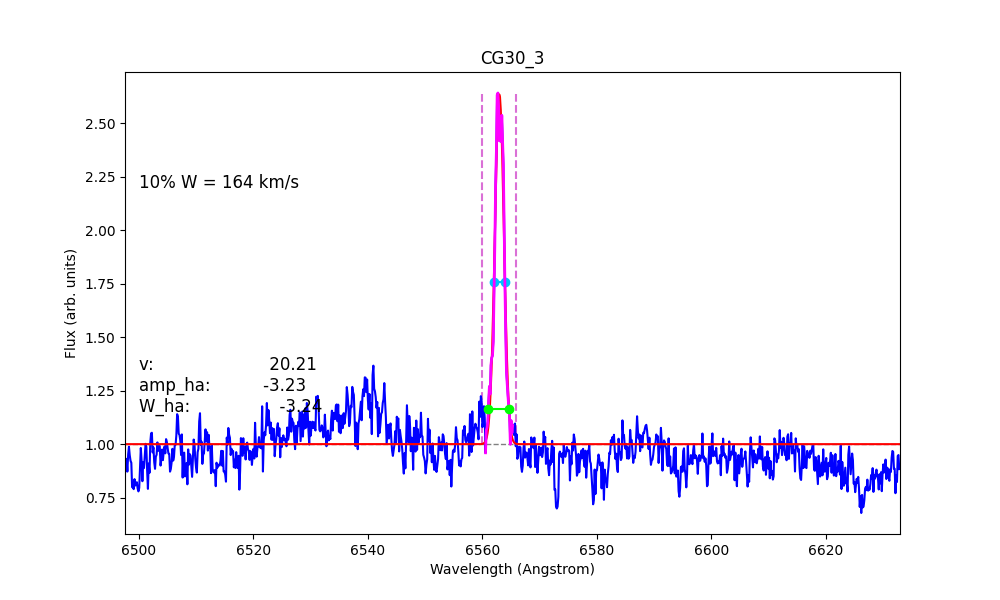 CG30_3
2.50
2.25
2.00
1.75
1.50
1.25
1.00
0.75
Flux (arb. units)
10% W = 164 km/s
v: 20.21
amp_ha: -3.23
W_ha: -3.24
6500 6520 6540 6560 6580 6600 6620
Wavelength (Angstrom)